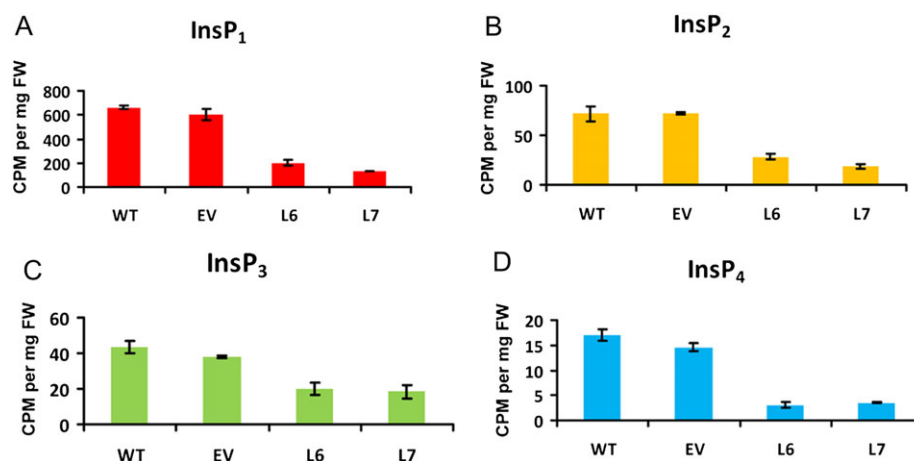 A
InsP₁
CPM per mg FW
800
600
400
200
0
WT EV L6 L7
B
InsP₂
CPM per mg FW
100
50
0
WT EV L6 L7
C
InsP₃
CPM per mg FW
60
40
20
0
WT EV L6 L7
D
InsP₄
CPM per mg FW
20
15
10
5
0
WT EV L6 L7